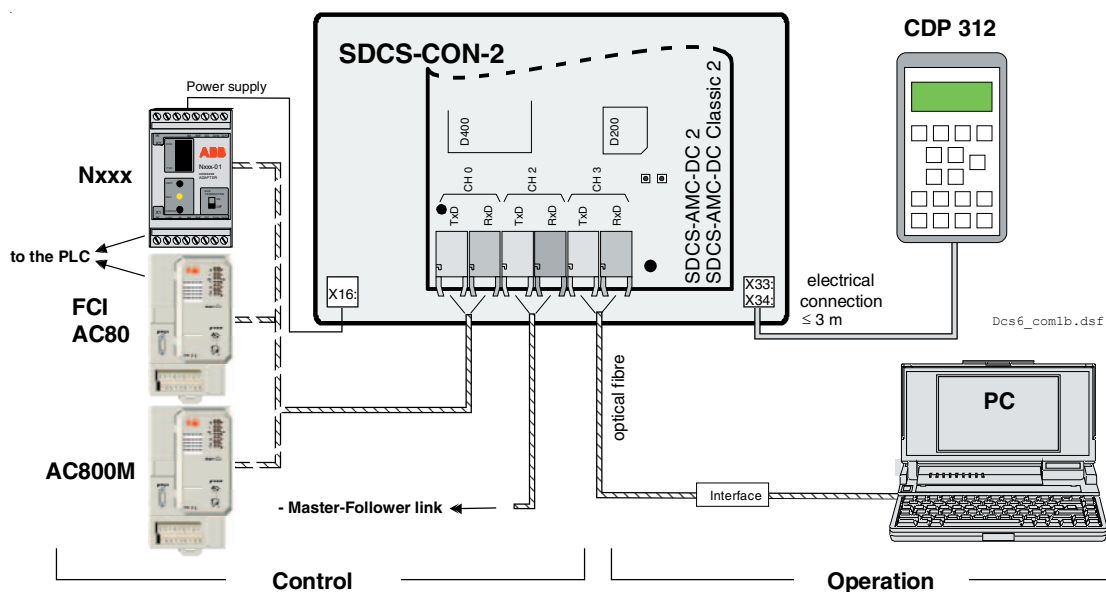 SDCS-CON-2
CDP 312
Power supply
D400
D200
ABB
Nxxx-01
ADAPTER
Nxxx
CH 0
CH 2
CH 3
TxD
RxD
TxD
RxD
TxD
RxD
SDCS-AMC-DC 2
SDCS-AMC-DC Classic 2
to the PLC
FCI
AC80
X16:
X33:
X34:
electrical
connection
≤ 3 m
Dcs6_com1b.dsf
PC
optical fibre
AC800M
Interface
- Master-Follower link
Control
Operation